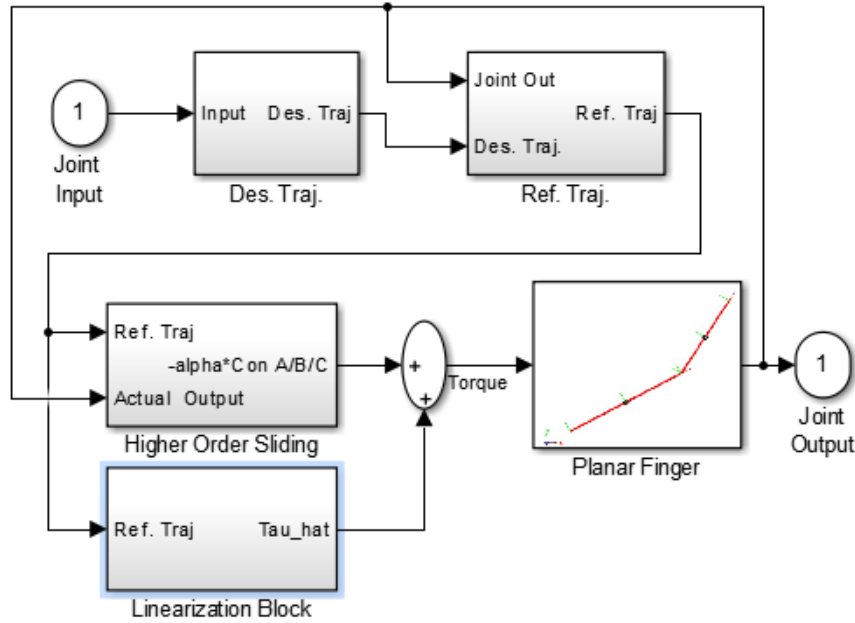 1
Joint
Input
Input Des. Traj
Des. Traj.
Joint Out
Ref. Traj
Des. Traj.
Ref. Traj.
Ref. Traj
-alpha*C on A/B/C
Actual Output
Higher Order Sliding
+
+
Torque
Planar Finger
1
Joint
Output
Ref. Traj Tau_hat
Linearization Block